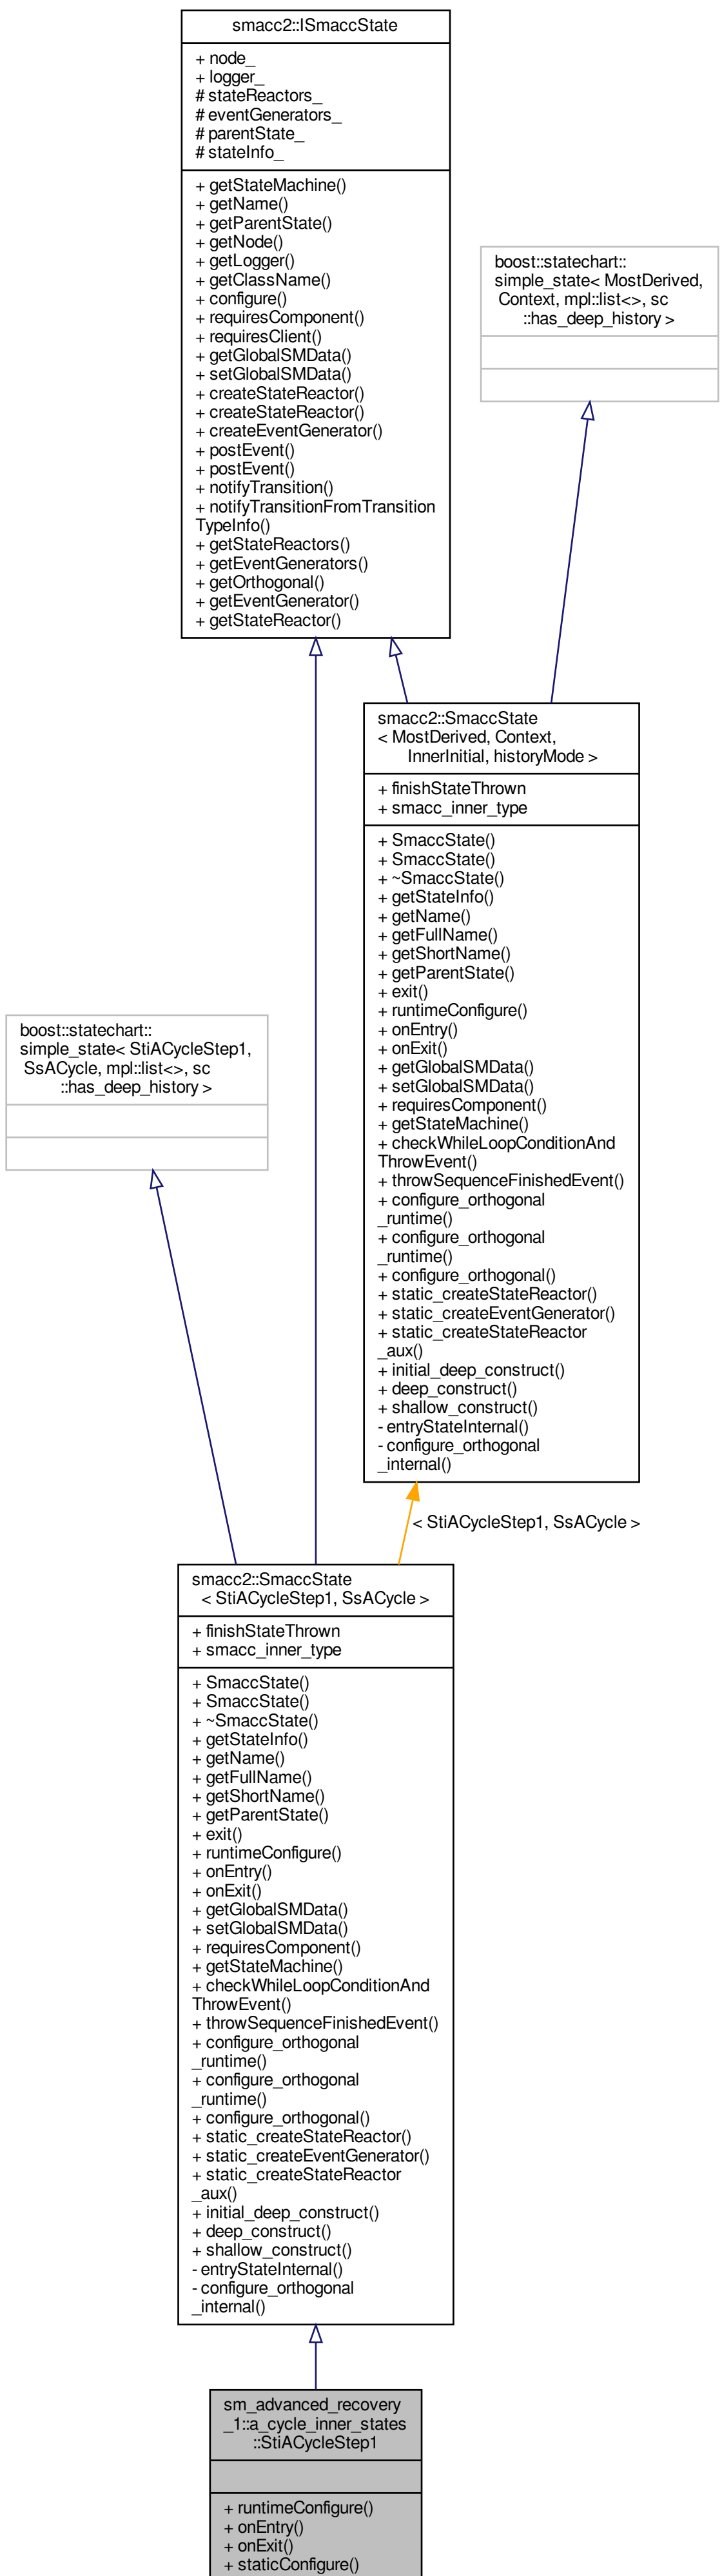 smacc2::ISmaccState
+ node_
+ logger_
# stateReactors_
# eventGenerators_
# parentState_
# stateInfo_
+ getStateMachine()
+ getName()
+ getParentState()
+ getNode()
+ getLogger()
+ getClassName()
+ configure()
+ requiresComponent()
+ requiresClient()
+ getGlobalSMData()
+ setGlobalSMData()
+ createStateReactor()
+ createStateReactor()
+ createEventGenerator()
+ postEvent()
+ postEvent()
+ notifyTransition()
+ notifyTransitionFromTransition
TypeInfo()
+ getStateReactors()
+ getEventGenerators()
+ getOrthogonal()
+ getEventGenerator()
+ getStateReactor()
boost::statechart::
simple_state< MostDerived,
Context, mpl::list<>, sc
::has_deep_history >
smacc2::SmaccState
< MostDerived, Context,
InnerInitial, historyMode >
+ finishStateThrown
+ smacc_inner_type
+ SmaccState()
+ SmaccState()
+ ~SmaccState()
+ getStateInfo()
+ getName()
+ getFullName()
+ getShortName()
+ getParentState()
+ exit()
+ runtimeConfigure()
+ onEntry()
+ onExit()
+ getGlobalSMData()
+ setGlobalSMData()
+ requiresComponent()
+ getStateMachine()
+ checkWhileLoopConditionAnd
ThrowEvent()
+ throwSequenceFinishedEvent()
+ configure_orthogonal
_runtime()
+ configure_orthogonal
_runtime()
+ configure_orthogonal()
+ static_createStateReactor()
+ static_createEventGenerator()
+ static_createStateReactor
_aux()
+ initial_deep_construct()
+ deep_construct()
+ shallow_construct()
- entryStateInternal()
- configure_orthogonal
_internal()
boost::statechart::
simple_state< StiACycleStep1,
SsACycle, mpl::list<>, sc
::has_deep_history >
< StiACycleStep1, SsACycle >
smacc2::SmaccState
< StiACycleStep1, SsACycle >
+ finishStateThrown
+ smacc_inner_type
+ SmaccState()
+ SmaccState()
+ ~SmaccState()
+ getStateInfo()
+ getName()
+ getFullName()
+ getShortName()
+ getParentState()
+ exit()
+ runtimeConfigure()
+ onEntry()
+ onExit()
+ getGlobalSMData()
+ setGlobalSMData()
+ requiresComponent()
+ getStateMachine()
+ checkWhileLoopConditionAnd
ThrowEvent()
+ throwSequenceFinishedEvent()
+ configure_orthogonal
_runtime()
+ configure_orthogonal
_runtime()
+ configure_orthogonal()
+ static_createStateReactor()
+ static_createEventGenerator()
+ static_createStateReactor
_aux()
+ initial_deep_construct()
+ deep_construct()
+ shallow_construct()
- entryStateInternal()
- configure_orthogonal
_internal()
sm_advanced_recovery
_1::a_cycle_inner_states
::StiACycleStep1
+ runtimeConfigure()
+ onEntry()
+ onExit()
+ staticConfigure()